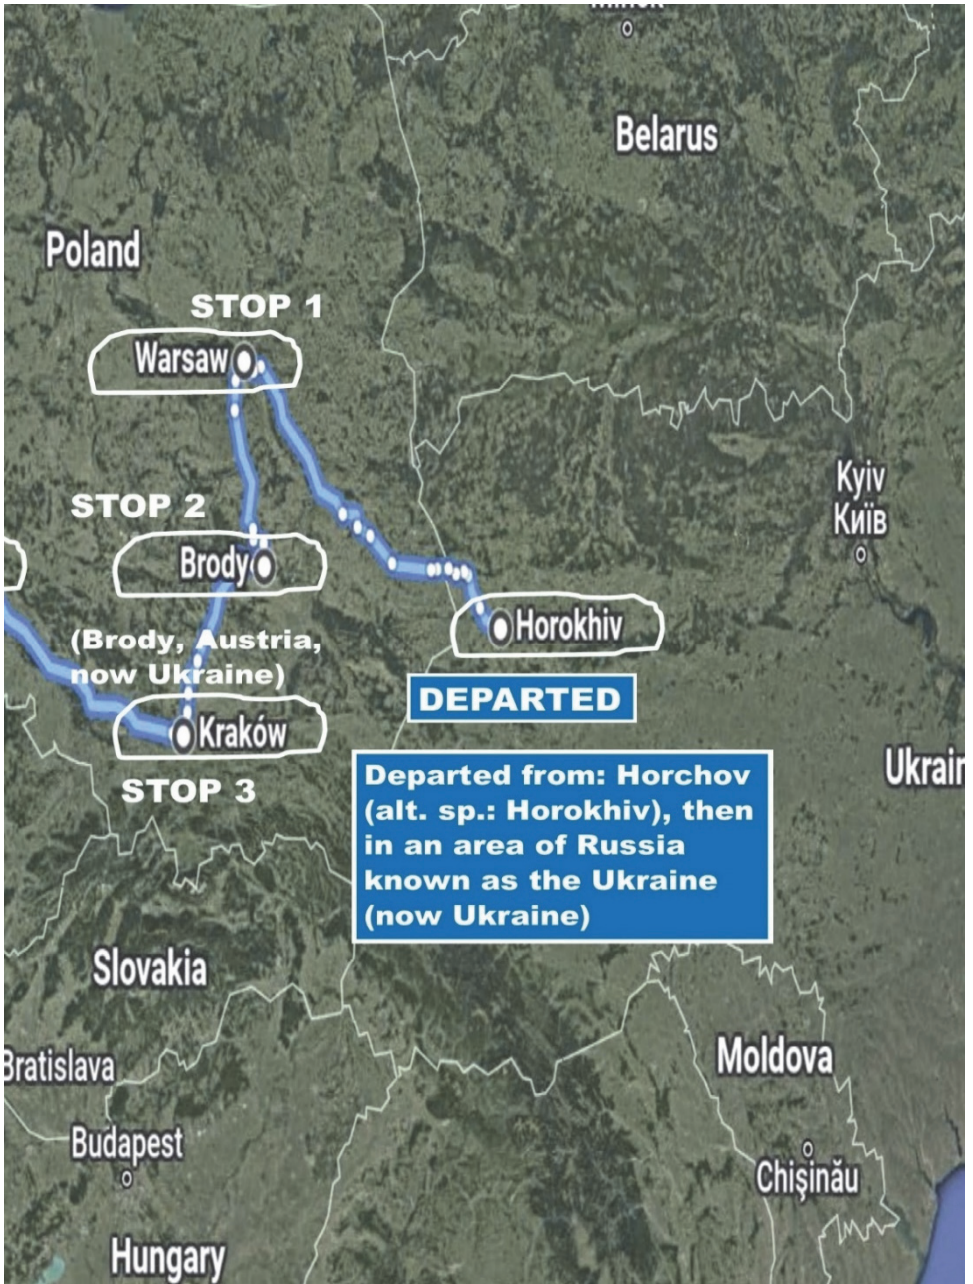 Belarus
Poland
STOP 1
Warsaw
STOP 2
Kyiv
Київ
Brody
Horokhiv
(Brody, Austria,
now Ukraine)
DEPARTED
Kraków
STOP 3
Departed from: Horchov
(alt. sp.: Horokhiv), then
in an area of Russia
known as the Ukraine
(now Ukraine)
Slovakia
Bratislava
Moldova
Budapest
Chişinău
Hungary